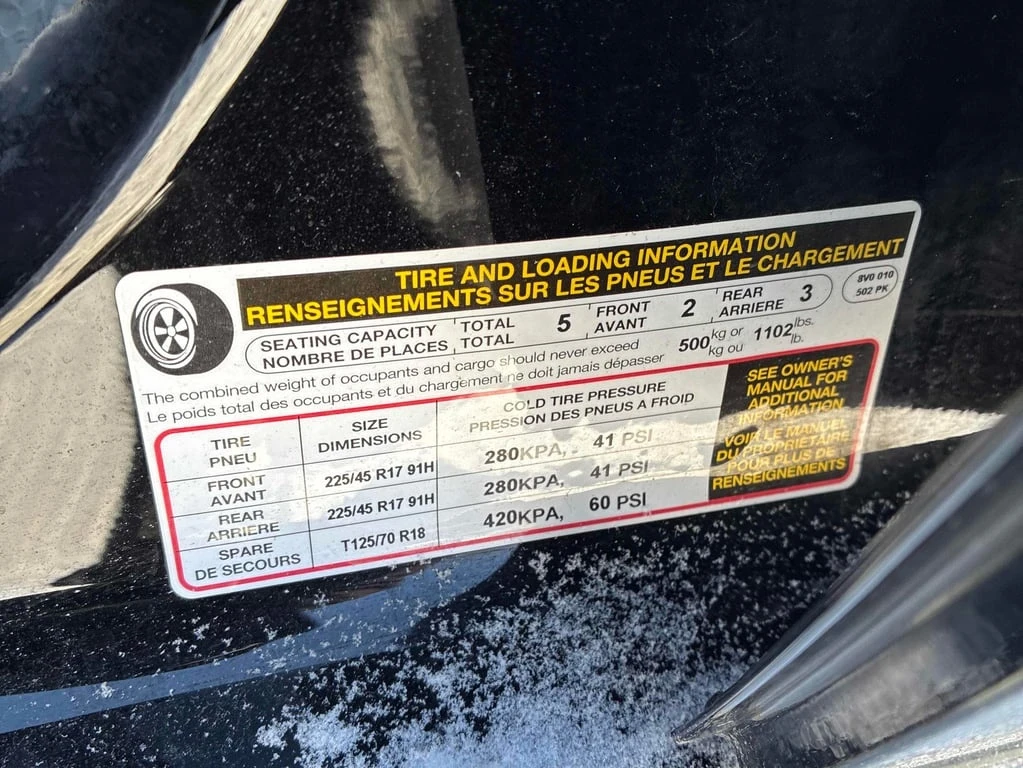 TIRE AND LOADING INFORMATION
RENSEIGNEMENTS SUR LES PNEUS ET LE CHARGEMENT
8V0 010
502 PK
SEATING CAPACITY TOTAL 5 FRONT 2 REAR 3
NOMBRE DE PLACES TOTAL AVANT ARRIERE
The combined weight of occupants and cargo should never exceed 500 kg or 1102 lbs.
Le poids total des occupants et du chargement ne doit jamais dépasser kg ou lb.
TIRE SIZE COLD TIRE PRESSURE
PNEU DIMENSIONS PRESSION DES PNEUS A FROID
FRONT
AVANT 225/45 R17 91H 280KPA, 41 PSI
REAR
ARRIERE 225/45 R17 91H 280KPA, 41 PSI
SPARE
DE SECOURS T125/70 R18 420KPA, 60 PSI
SEE OWNER'S
MANUAL FOR
ADDITIONAL
INFORMATION
VOIR LE MANUEL
DU PROPRIÉTAIRE
POUR PLUS DE
RENSEIGNEMENTS